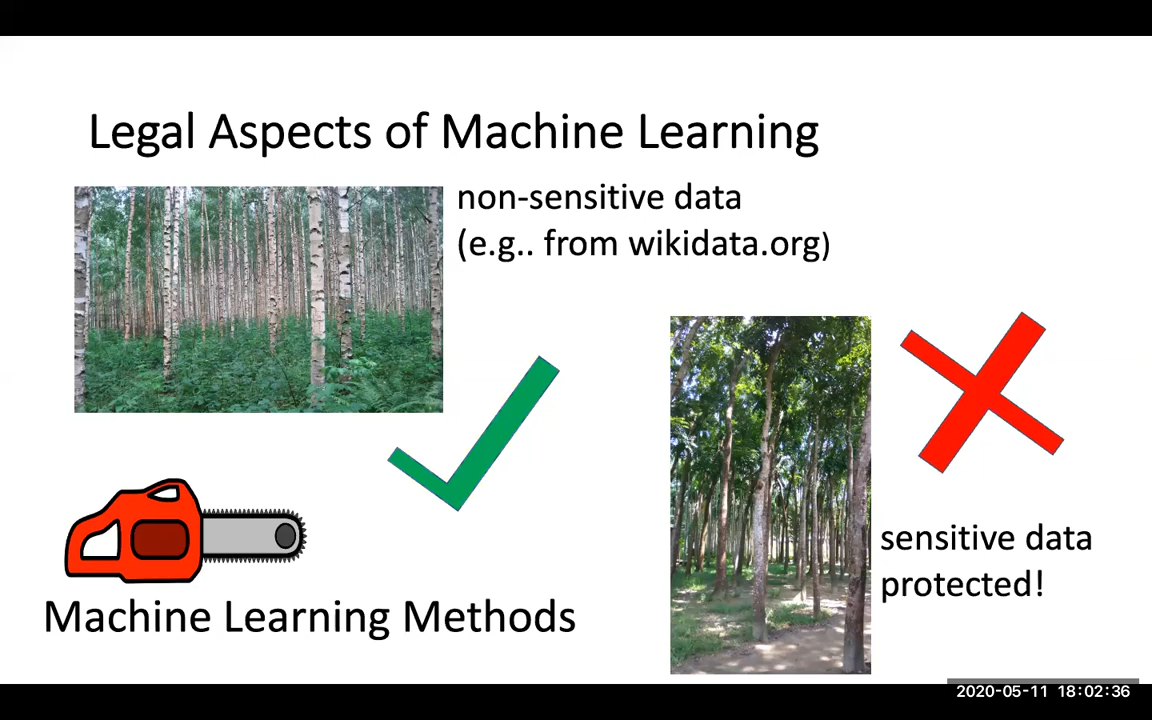 Legal Aspects of Machine Learning
non-sensitive data
(e.g.. from wikidata.org)
sensitive data
protected!
Machine Learning Methods
2020-05-11 18:02:36